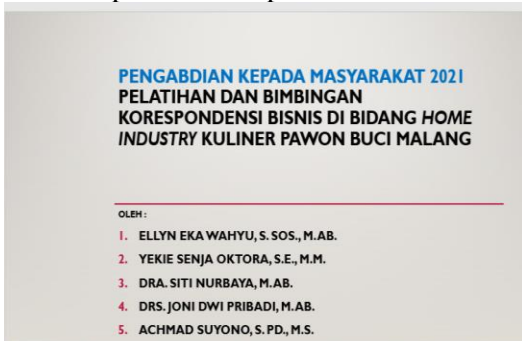 PENGABDIAN KEPADA MASYARAKAT 2021
PELATIHAN DAN BIMBINGAN
KORESPONDENSI BISNIS DI BIDANG HOME
INDUSTRY KULINER PAWON BUCI MALANG
OLEH :
1. ELLYN EKA WAHYU, S. SOS., M.AB.
2. YEKIE SENJA OKTORA, S.E., M.M.
3. DRA. SITI NURBAYA, M.AB.
4. DRS. JONI DWI PRIBADI, M.AB.
5. ACHMAD SUYONO, S. PD., M.S.